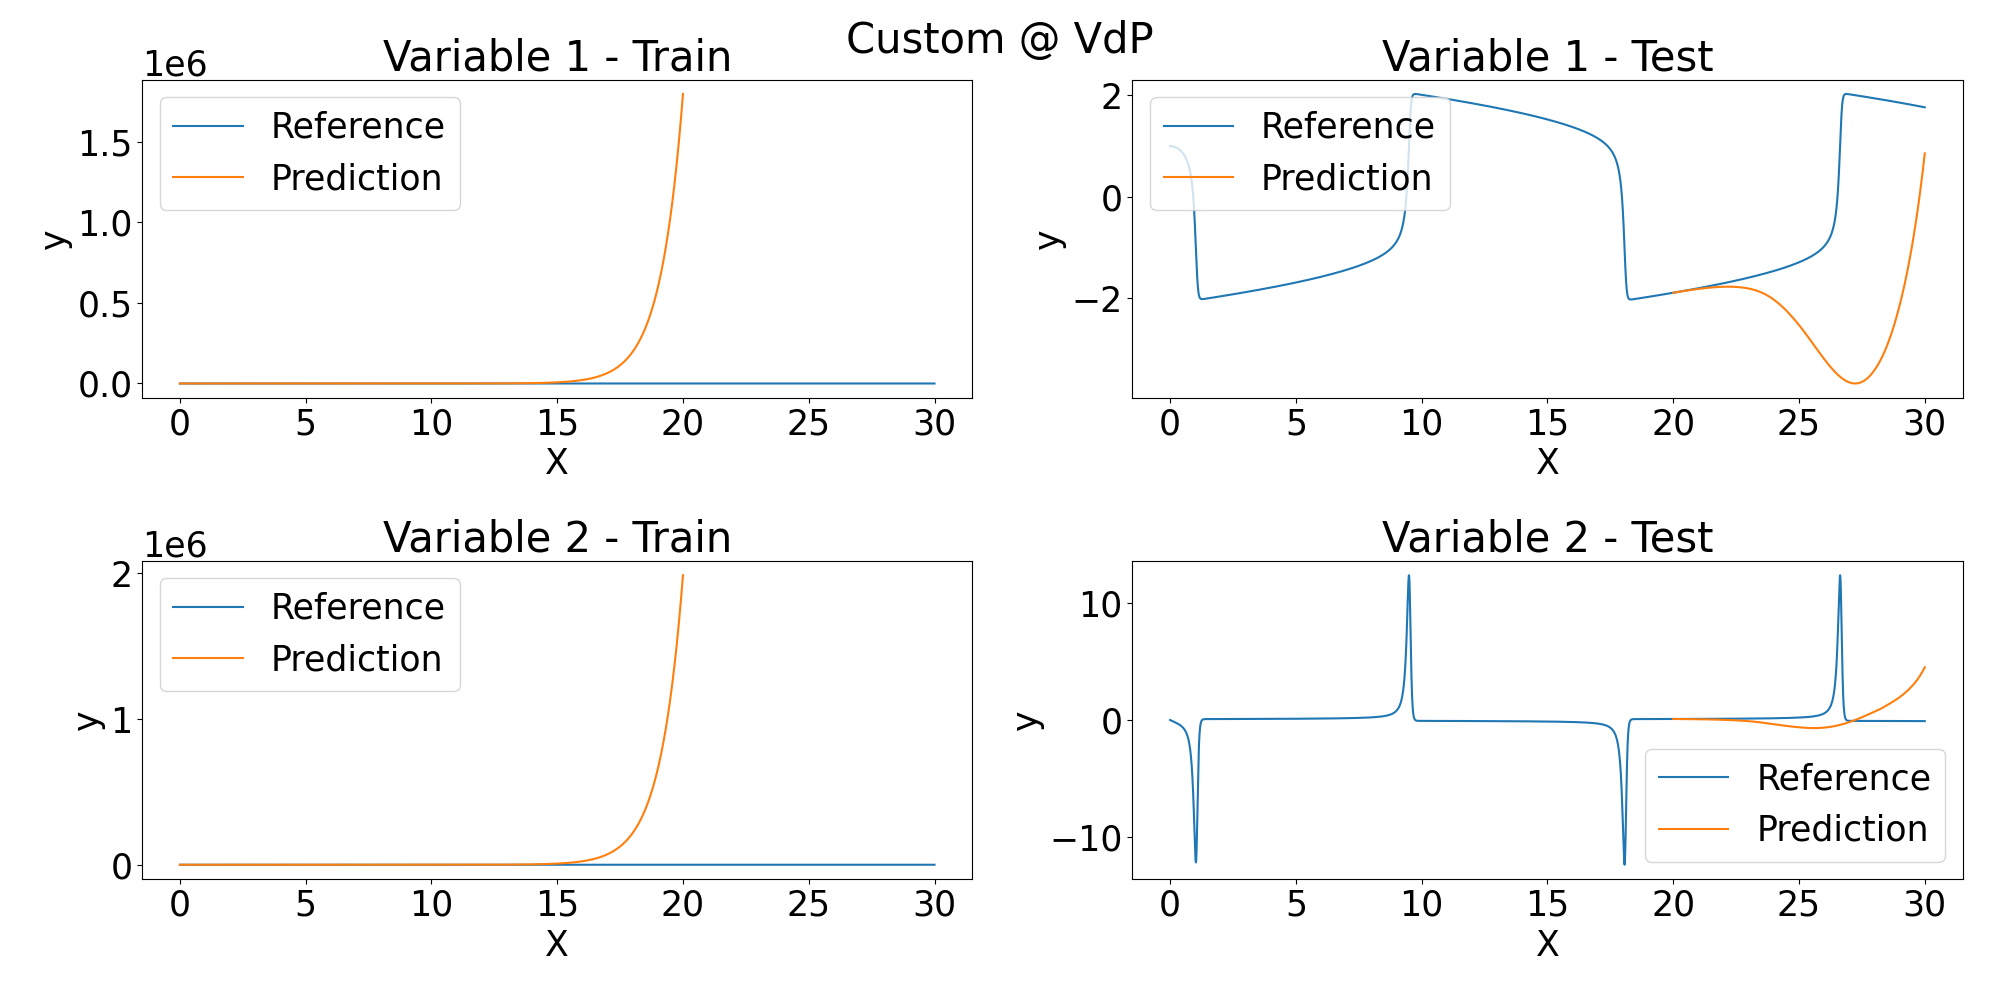 Custom @ VdP
Variable 1 - Train
1e6
Reference
Prediction
1.5
1.0
0.5
0.0
y
0 5 10 15 20 25 30
X
Variable 1 - Test
Reference
Prediction
2
0
−2
y
0 5 10 15 20 25 30
X
Variable 2 - Train
1e6
Reference
Prediction
2
1
0
y
0 5 10 15 20 25 30
X
Variable 2 - Test
10
0
−10
y
Reference
Prediction
0 5 10 15 20 25 30
X